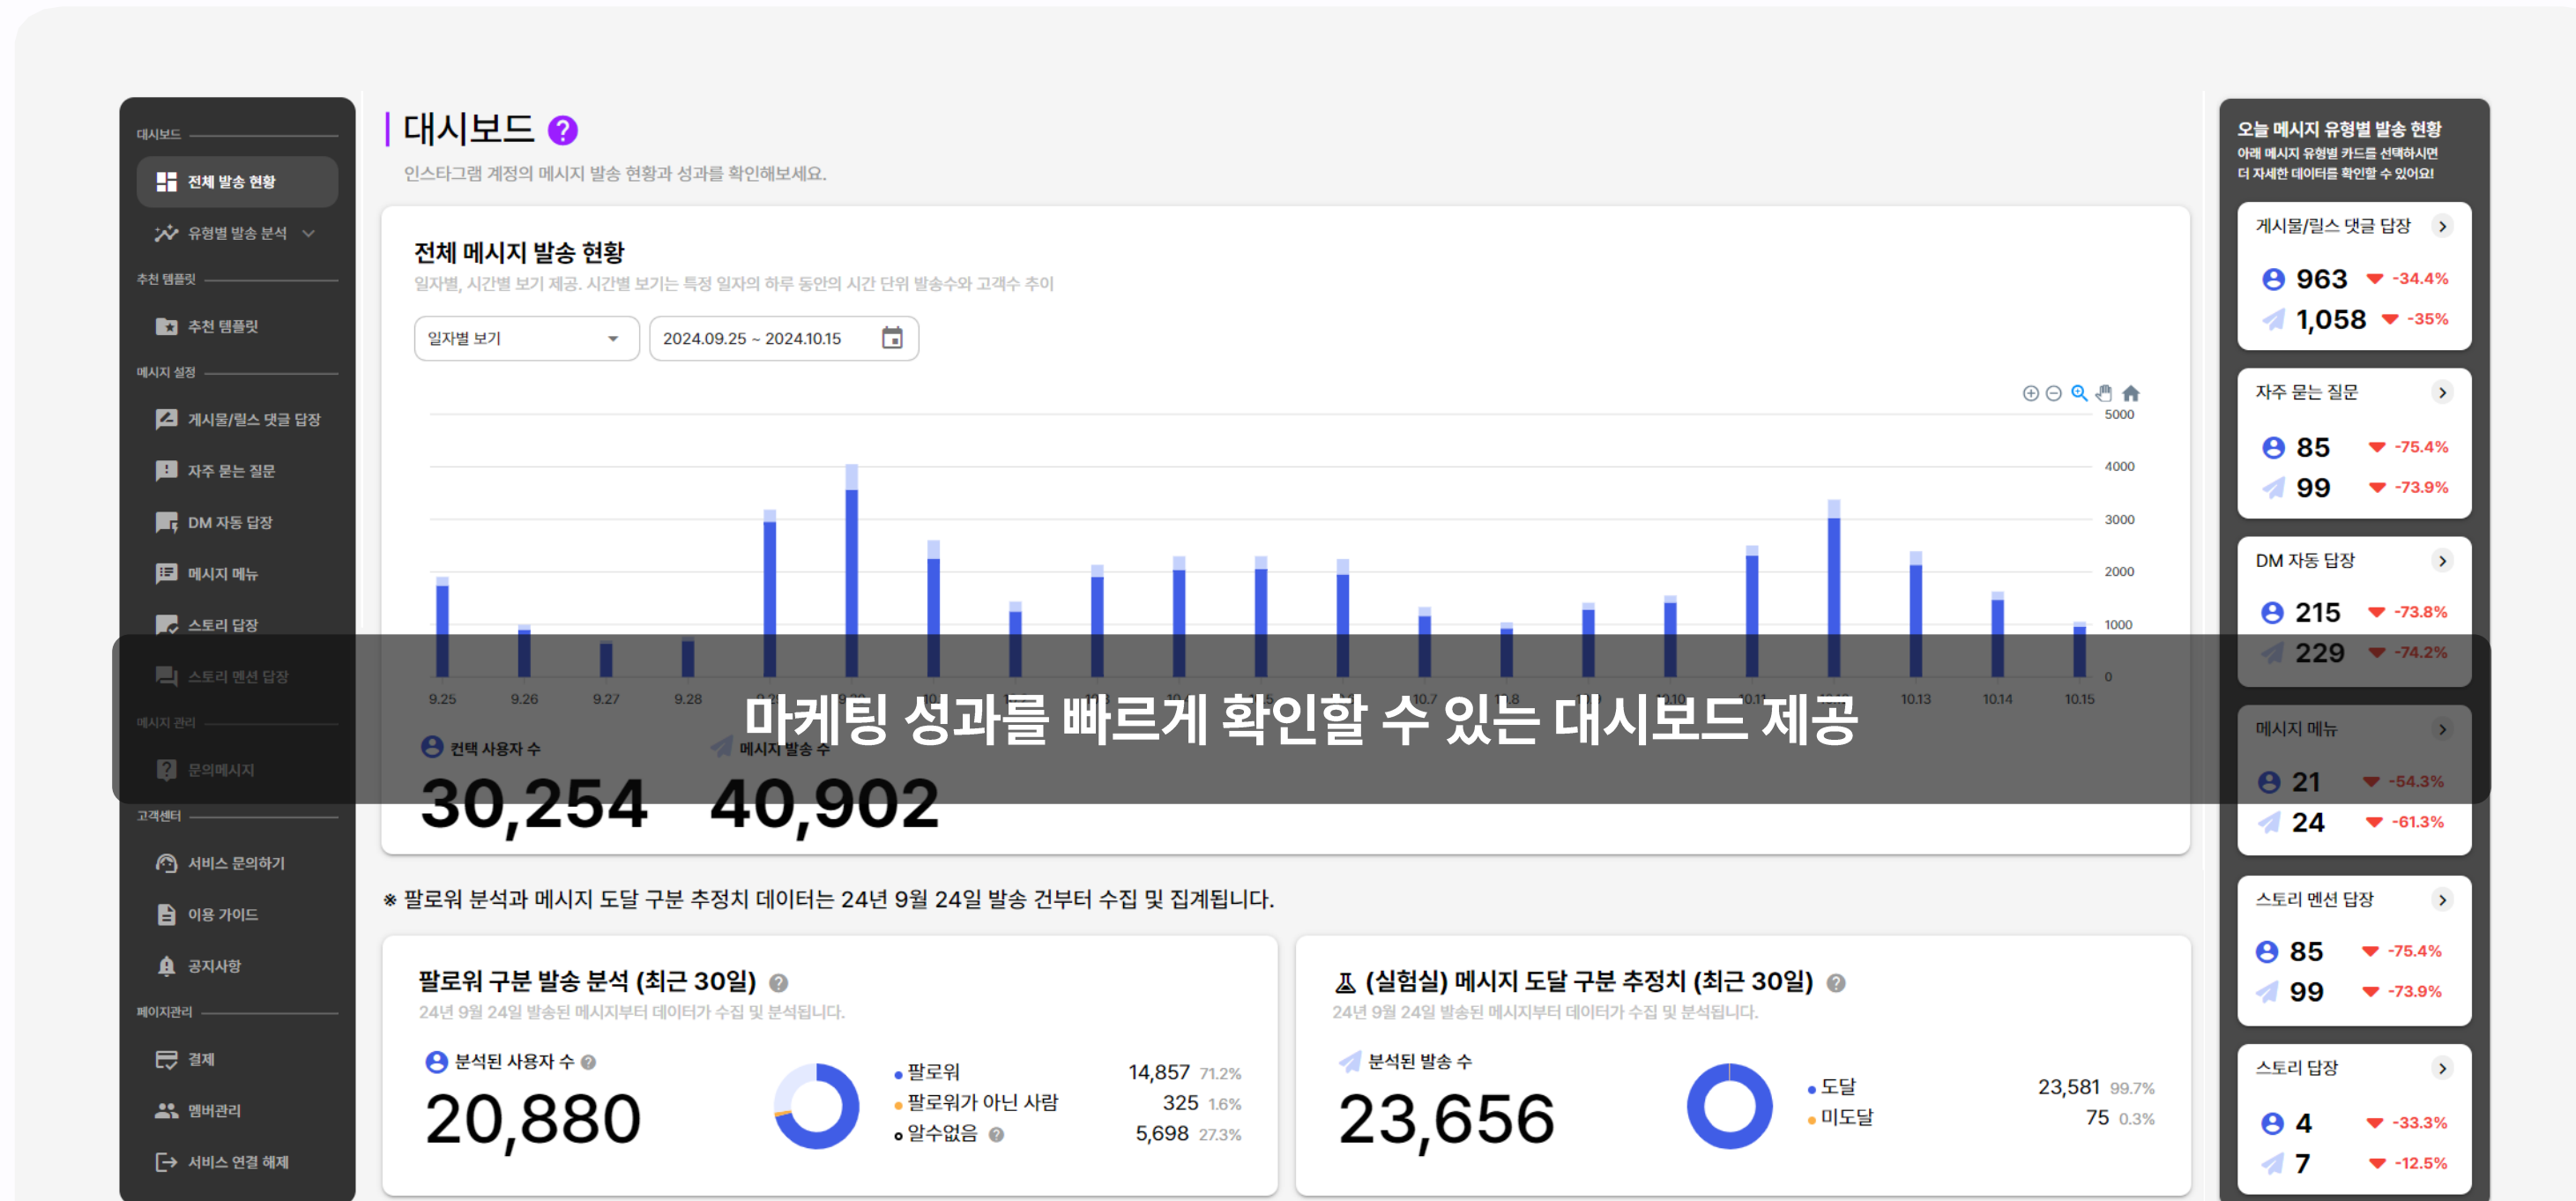 대시보드
전체 발송 현황
유형별 발송 분석
추천 템플릿
추천 템플릿
메시지 설정
게시물/릴스 댓글 답장
자주 묻는 질문
DM 자동 답장
메시지 메뉴
스토리 답장
스토리 멘션 답장
메시지 관리
문의메시지
고객센터
서비스 문의하기
이용 가이드
공지사항
페이지관리
결제
멤버관리
서비스 연결 해제
대시보드 ?
인스타그램 계정의 메시지 발송 현황과 성과를 확인해보세요.
전체 메시지 발송 현황
일자별, 시간별 보기 제공. 시간별 보기는 특정 일자의 하루 동안의 시간 단위 발송수와 고객수 추이
일자별 보기
2024.09.25 ~ 2024.10.15
5000
4000
3000
2000
1000
0
9.25 9.26 9.27 9.28 10.7 10.10 10.11 10.13 10.14 10.15
마케팅 성과를 빠르게 확인할 수 있는 대시보드 제공
컨택 사용자 수 메시지 발송 수
30,254 40,902
※ 팔로워 분석과 메시지 도달 구분 추정치 데이터는 24년 9월 24일 발송 건부터 수집 및 집계됩니다.
팔로워 구분 발송 분석 (최근 30일) ?
24년 9월 24일 발송된 메시지부터 데이터가 수집 및 분석됩니다.
분석된 사용자 수 ?
20,880
팔로워 14,857 71.2%
팔로워가 아닌 사람 325 1.6%
알수없음 ? 5,698 27.3%
(실험실) 메시지 도달 구분 추정치 (최근 30일) ?
24년 9월 24일 발송된 메시지부터 데이터가 수집 및 분석됩니다.
분석된 발송 수
23,656
도달 23,581 99.7%
미도달 75 0.3%
오늘 메시지 유형별 발송 현황
아래 메시지 유형별 카드를 선택하시면
더 자세한 데이터를 확인할 수 있어요!
게시물/릴스 댓글 답장
963 -34.4%
1,058 -35%
자주 묻는 질문
85 -75.4%
99 -73.9%
DM 자동 답장
215 -73.8%
229 -74.2%
메시지 메뉴
21 -54.3%
24 -61.3%
스토리 멘션 답장
85 -75.4%
99 -73.9%
스토리 답장
4 -33.3%
7 -12.5%